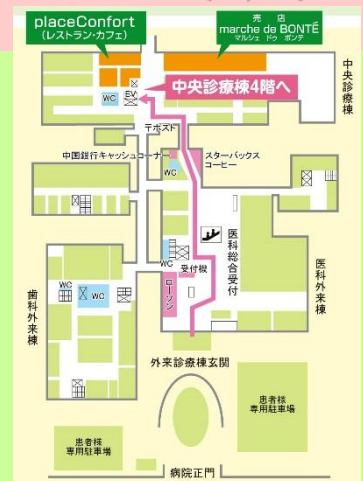 placeConfort
（レストラン・カフェ）
売店
marche de BONTÉ
マルシェ ドゥ ボンテ
中央診療棟4階へ
EV
WC
中央診療棟
〒ポスト
中国銀行キャッシュコーナー
スターバックス
コーヒー
WC
医科総合受付
受付機
WC
ローソン
医科外来棟
WC
WC
歯科外来棟
外来診療棟玄関
患者様
専用駐車場
患者様
専用駐車場
病院正門